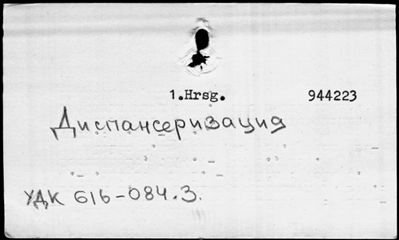 1.Hrsg. 944223
Диспансеризация
УДК 616-084.3.